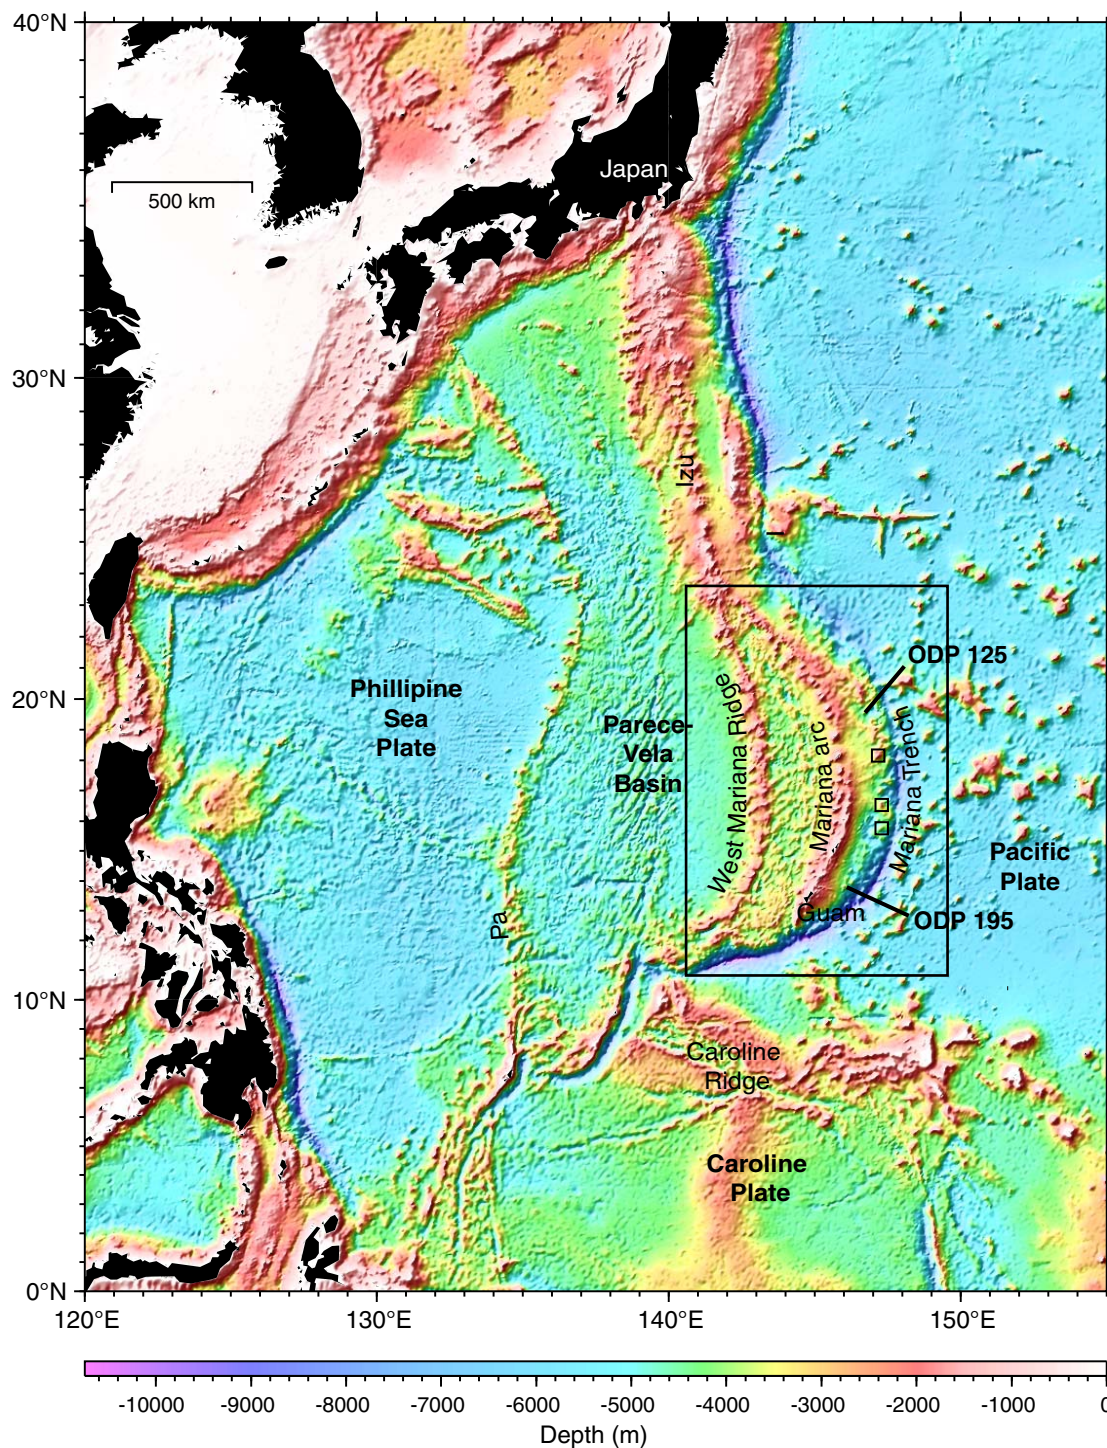 40°N
30°N
20°N
10°N
0°N
Japan
500 km
Izu
ODP 125
Phillipine
Sea
Plate
Parece-
Vela
Basin
West Mariana Ridge
Mariana arc
Mariana Trench
Pacific
Plate
Guam
ODP 195
Pa
Caroline
Ridge
Caroline
Plate
120°E
130°E
140°E
150°E
-10000
-9000
-8000
-7000
-6000
-5000
-4000
-3000
-2000
-1000
0
Depth (m)